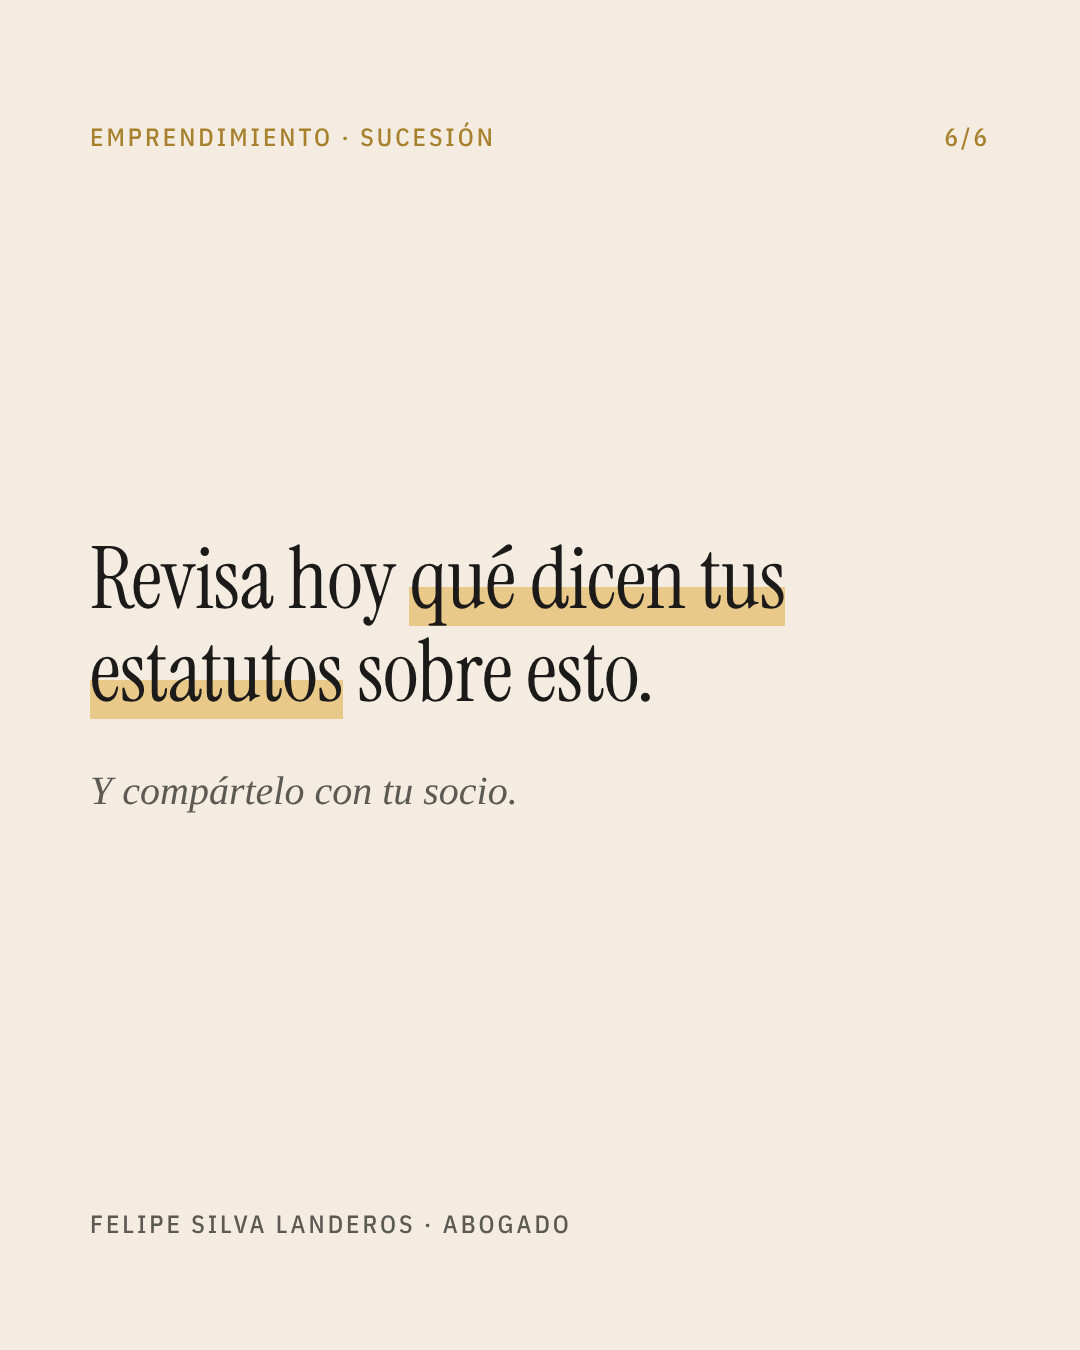 EMPRENDIMIENTO · SUCESIÓN 6/6
Revisa hoy qué dicen tus
estatutos sobre esto.
Y compártelo con tu socio.
FELIPE SILVA LANDEROS · ABOGADO